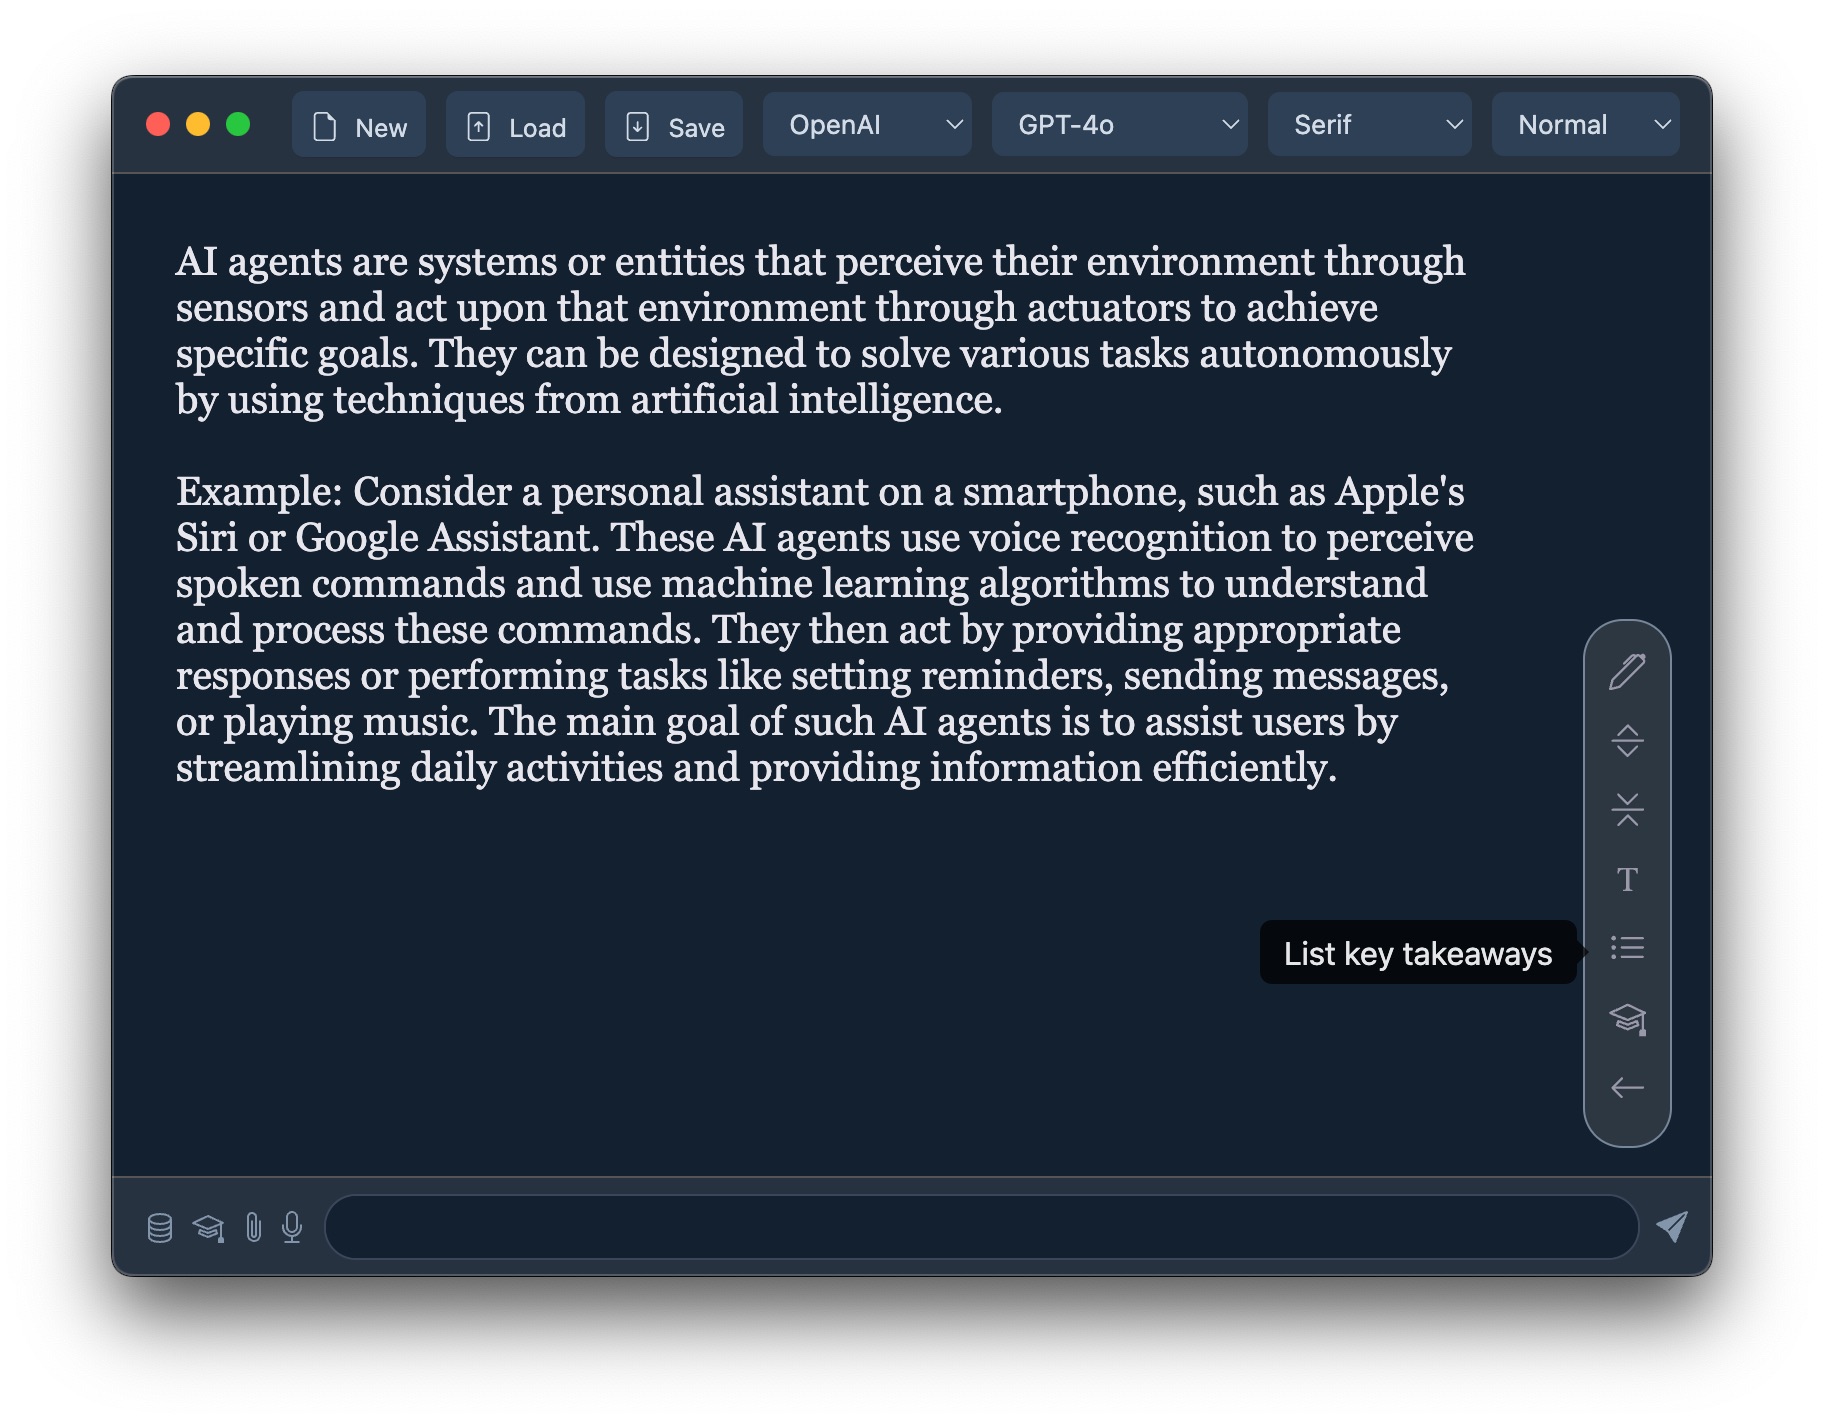 New Load Save OpenAI GPT-4o Serif Normal
AI agents are systems or entities that perceive their environment through
sensors and act upon that environment through actuators to achieve
specific goals. They can be designed to solve various tasks autonomously
by using techniques from artificial intelligence.
Example: Consider a personal assistant on a smartphone, such as Apple's
Siri or Google Assistant. These AI agents use voice recognition to perceive
spoken commands and use machine learning algorithms to understand
and process these commands. They then act by providing appropriate
responses or performing tasks like setting reminders, sending messages,
or playing music. The main goal of such AI agents is to assist users by
streamlining daily activities and providing information efficiently.
T
List key takeaways